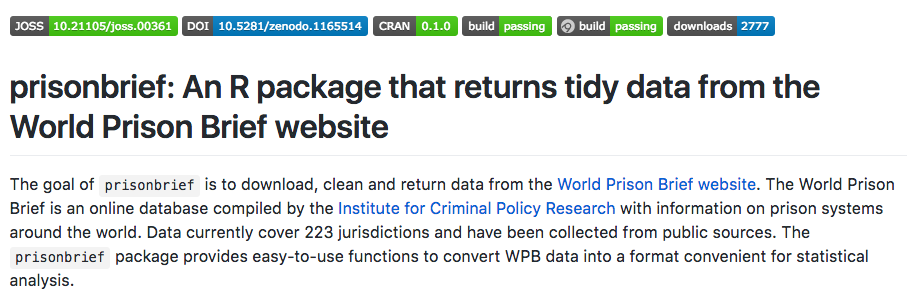 JOSS 10.21105/joss.00361 DOI 10.5281/zenodo.1165514 CRAN 0.1.0 build passing build passing downloads 2777
prisonbrief: An R package that returns tidy data from the
World Prison Brief website
The goal of prisonbrief is to download, clean and return data from the World Prison Brief website. The World Prison
Brief is an online database compiled by the Institute for Criminal Policy Research with information on prison systems
around the world. Data currently cover 223 jurisdictions and have been collected from public sources. The
prisonbrief package provides easy-to-use functions to convert WPB data into a format convenient for statistical
analysis.